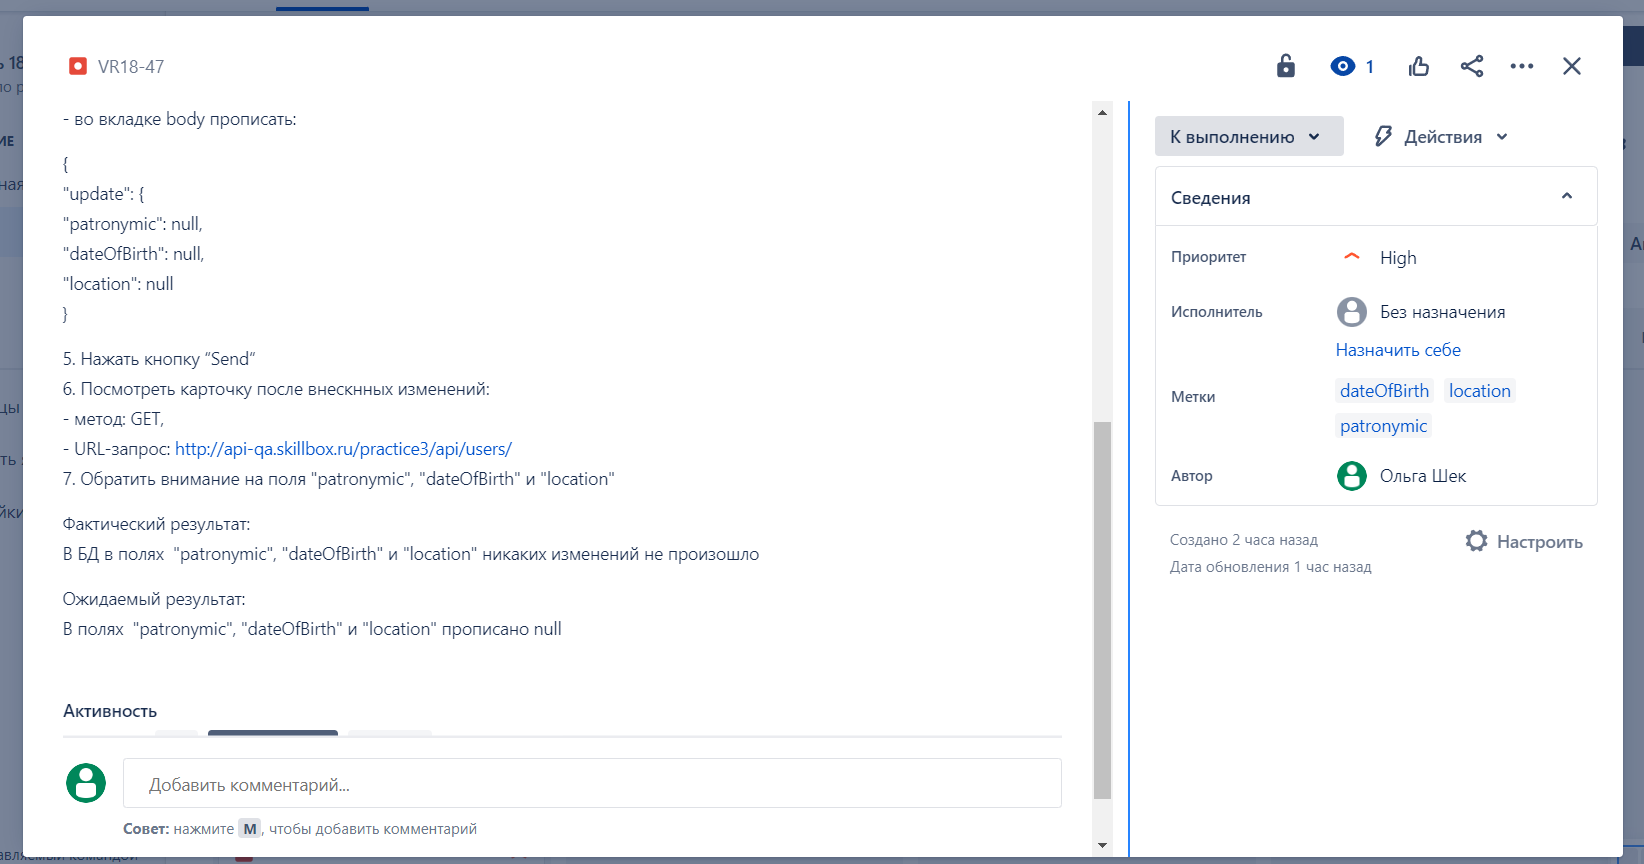 VR18-47
1
- во вкладке body прописать:
{
"update": {
"patronymic": null,
"dateOfBirth": null,
"location": null
}
5. Нажать кнопку “Send”
6. Посмотреть карточку после внескнных изменений:
- метод: GET,
- URL-запрос: http://api-qa.skillbox.ru/practice3/api/users/
7. Обратить внимание на поля "patronymic", "dateOfBirth" и "location"
Фактический результат:
В БД в полях "patronymic", "dateOfBirth" и "location" никаких изменений не произошло
Ожидаемый результат:
В полях "patronymic", "dateOfBirth" и "location" прописано null
Активность
Добавить комментарий...
Совет: нажмите M, чтобы добавить комментарий
К выполнению
Действия
Сведения
Приоритет High
Исполнитель Без назначения
Назначить себе
Метки dateOfBirth location
patronymic
Автор Ольга Шек
Создано 2 часа назад
Настроить
Дата обновления 1 час назад